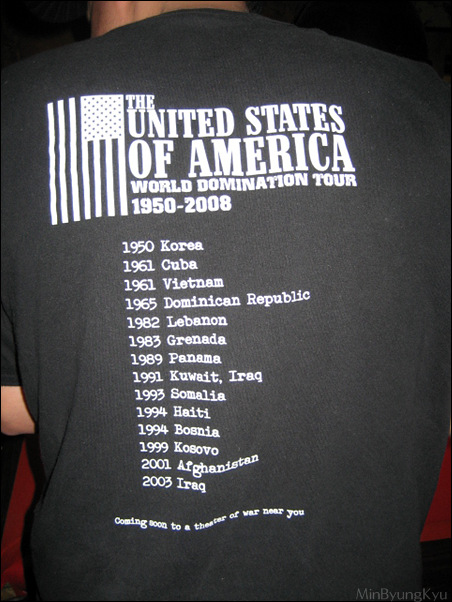 THE
UNITED STATES
OF AMERICA
WORLD DOMINATION TOUR
1950-2008
1950 Korea
1961 Cuba
1961 Vietnam
1965 Dominican Republic
1982 Lebanon
1983 Grenada
1989 Panama
1991 Kuwait, Iraq
1993 Somalia
1994 Haiti
1994 Bosnia
1999 Kosovo
2001 Afghanistan
2003 Iraq
Coming soon to a theater of war near you
MinByungKyu